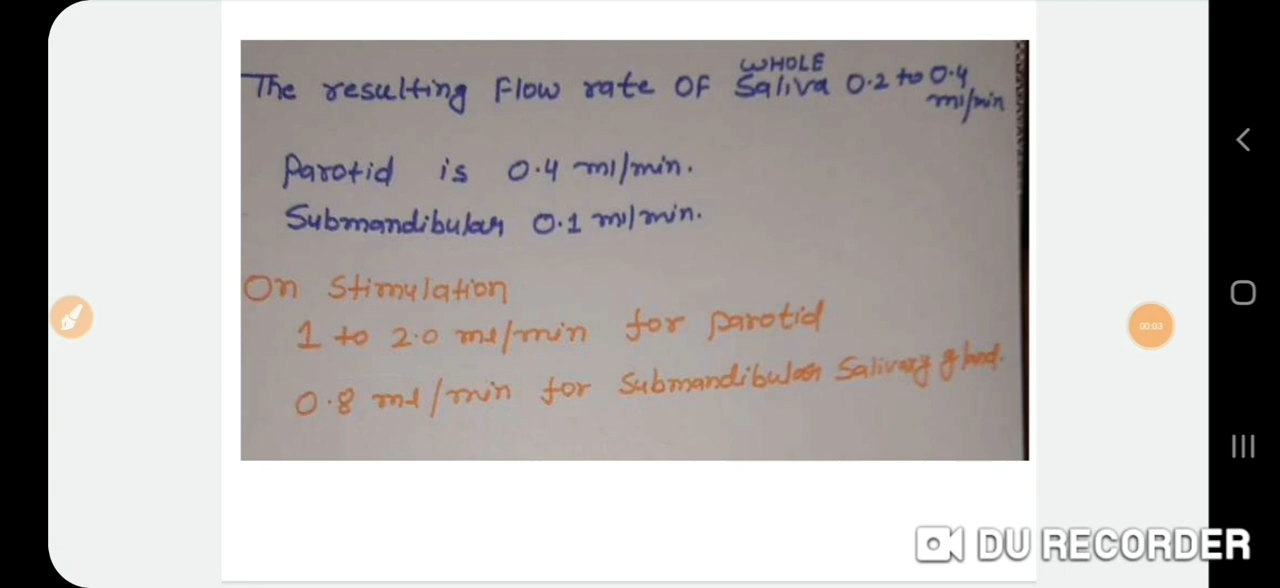 The resulting Flow rate OF WHOLE Saliva 0.2 to 0.4 ml/min
Parotid is 0.4 ml/min.
Submandibular 0.1 ml/min.
On Stimulation
1 to 2.0 ml/min for parotid
0.8 ml/min for Submandibular Salivary gland.
00:03
DU RECORDER